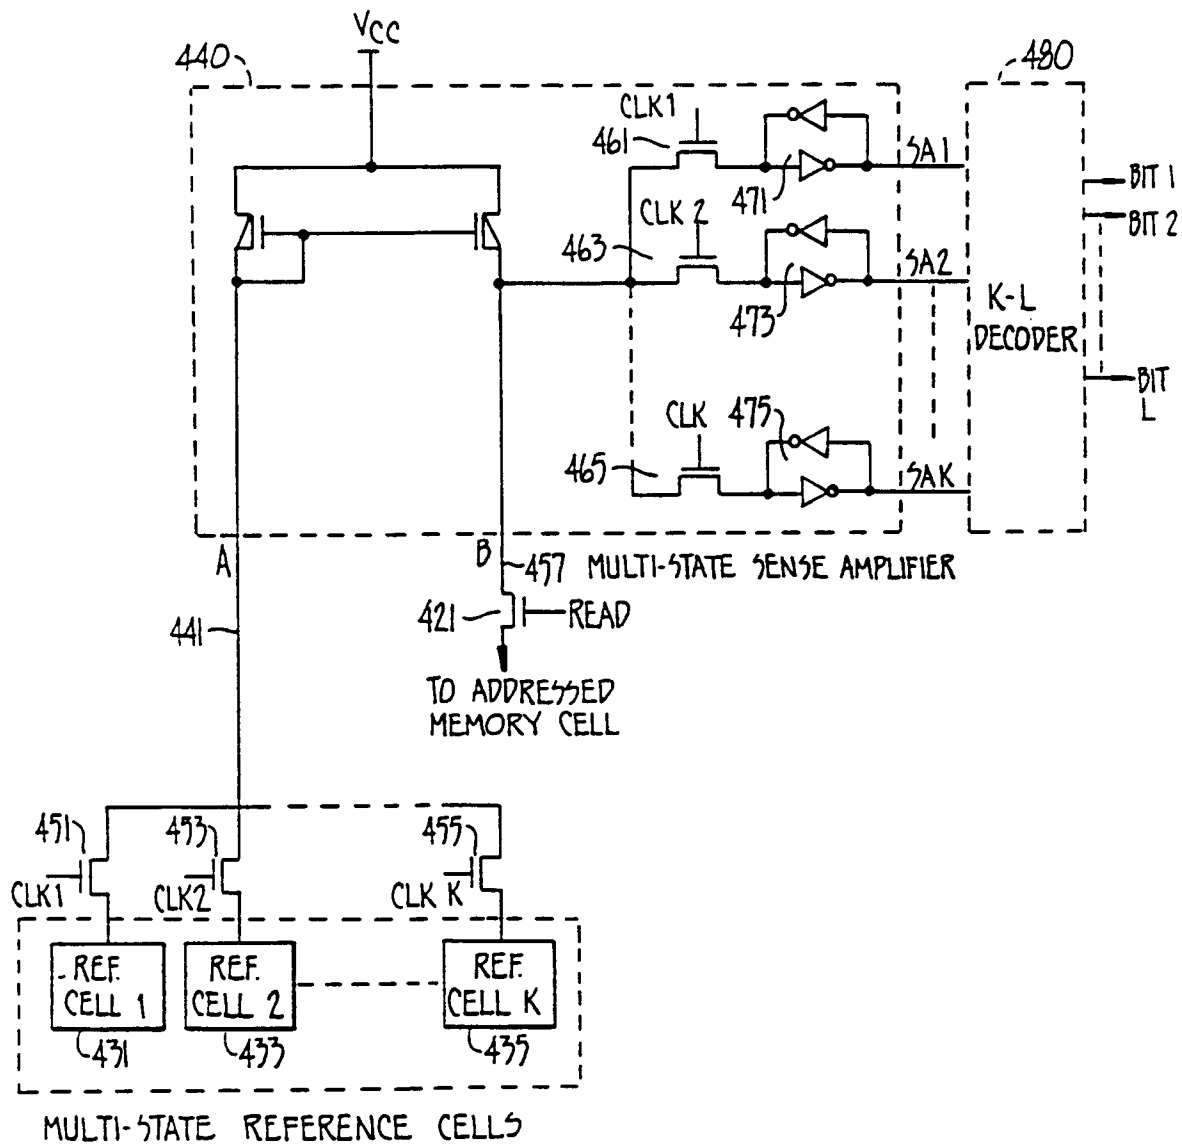 VCC
440
480
CLK1
461
471
SA1
BIT 1
CLK 2
BIT 2
463
473
SA2
K-L
DECODER
BIT
L
CLK
475
465
SAK
A
B
457
MULTI-STATE SENSE AMPLIFIER
421
READ
441
TO ADDRESSED
MEMORY CELL
451
453
455
CLK1
CLK2
CLK K
REF.
CELL 1
REF.
CELL 2
REF.
CELL K
431
433
435
MULTI-STATE REFERENCE CELLS